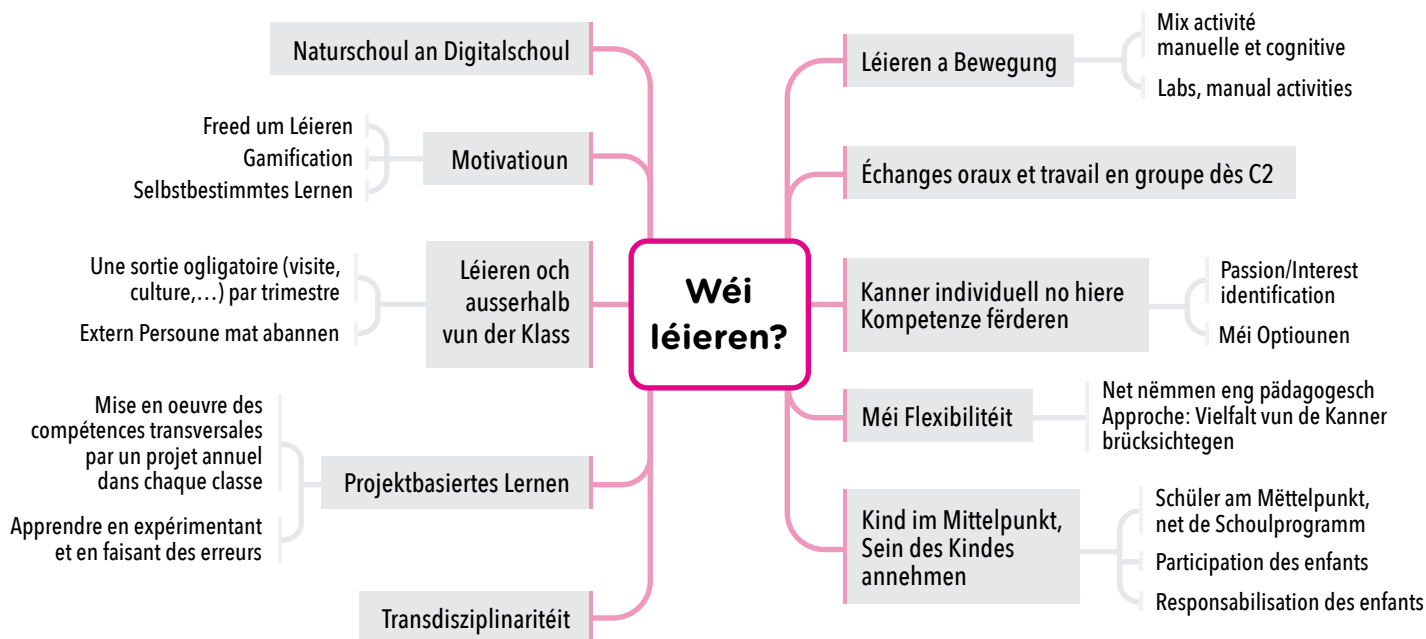 Wéi
léieren?
Naturschoul an Digitalschoul
Motivatioun
Freed um Léieren
Gamification
Selbstbestimmtes Lernen
Léieren och
ausserhalb
vun der Klass
Une sortie ogligatoire (visite,
culture,…) par trimestre
Extern Persoune mat abannen
Projektbasiertes Lernen
Mise en oeuvre des
compétences transversales
par un projet annuel
dans chaque classe
Apprendre en expérimentant
et en faisant des erreurs
Transdisziplinaritéit
Léieren a Bewegung
Mix activité
manuelle et cognitive
Labs, manual activities
Échanges oraux et travail en groupe dès C2
Kanner individuell no hiere
Kompetenze fërderen
Passion/Interest
identification
Méi Optiounen
Méi Flexibilitéit
Net nëmmen eng pädagogesch
Approche: Vielfalt vun de Kanner
brücksichtegen
Kind im Mittelpunkt,
Sein des Kindes
annehmen
Schüler am Mëttelpunkt,
net de Schoulprogramm
Participation des enfants
Responsabilisation des enfants